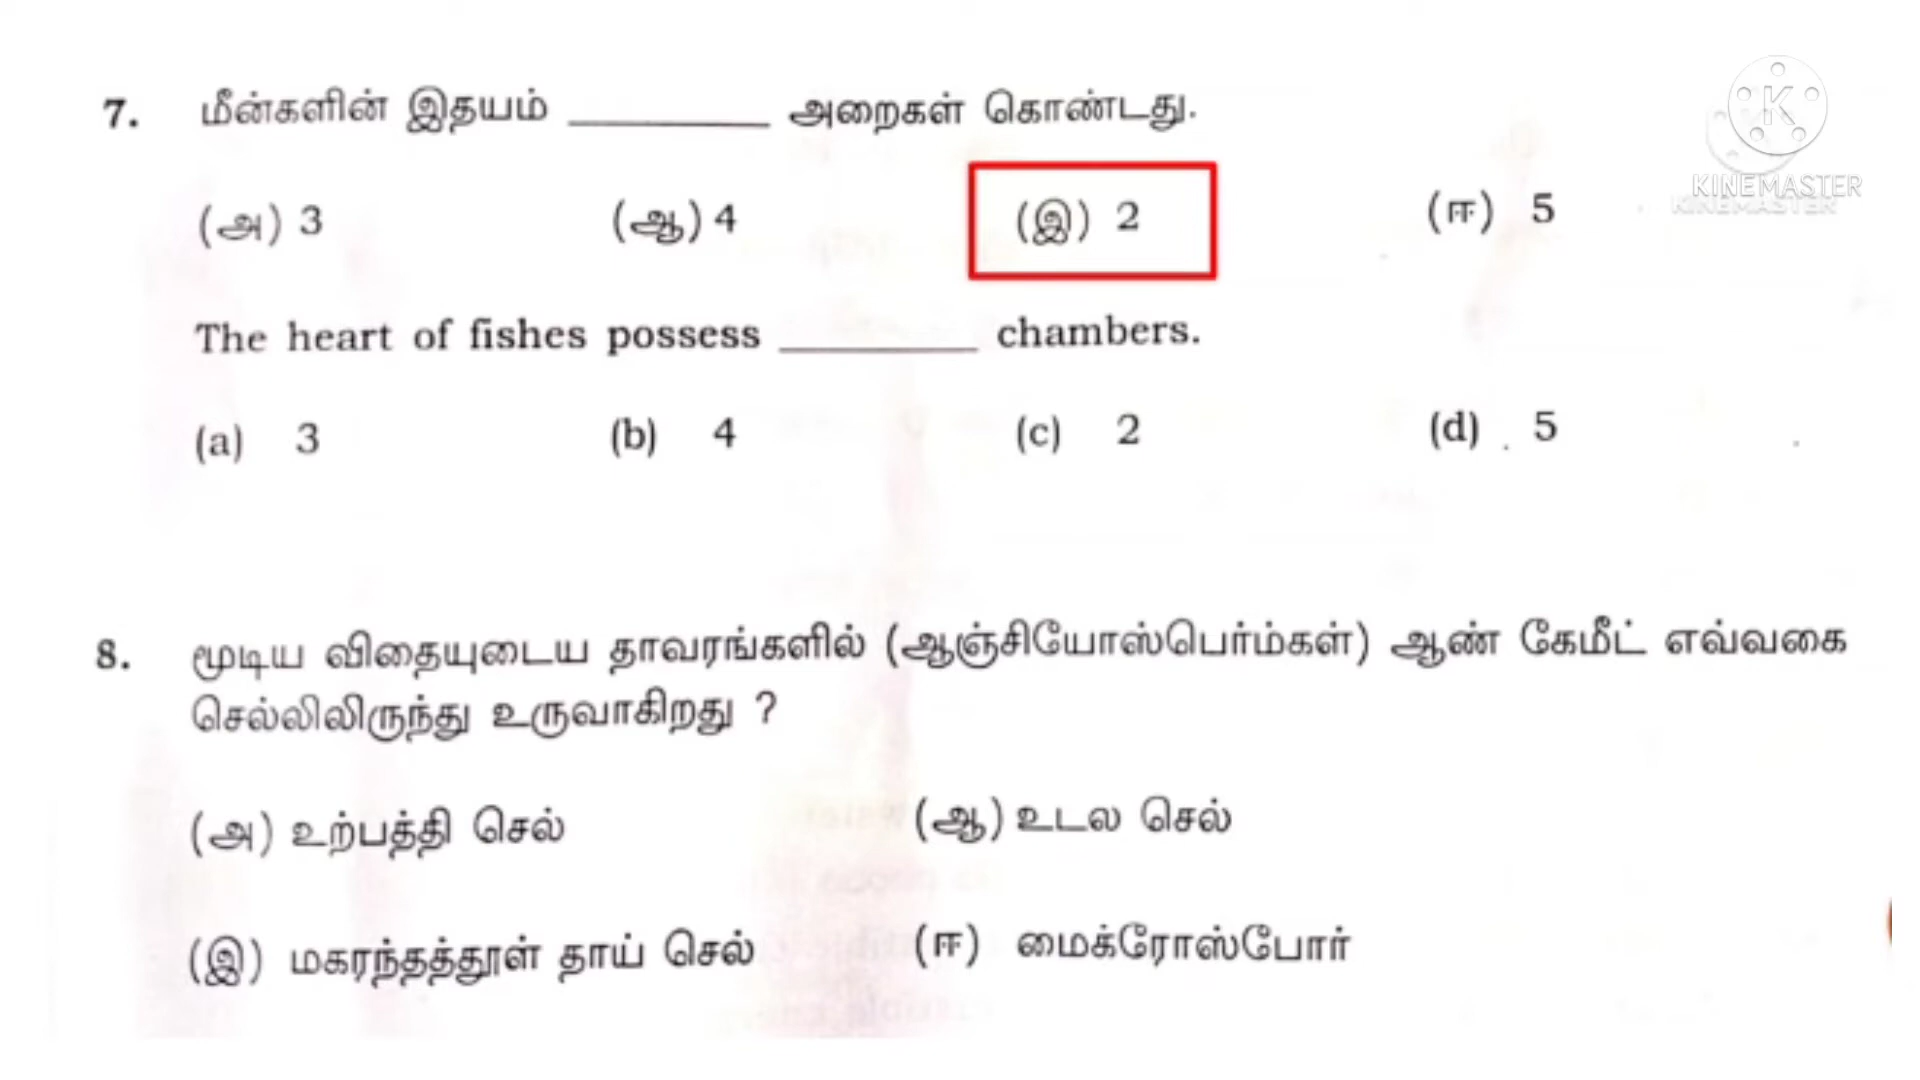 7. மீன்களின் இதயம் ________ அறைகள் கொண்டது.
(அ) 3 (ஆ) 4 (இ) 2 (ஈ) 5
The heart of fishes possess ________ chambers.
(a) 3 (b) 4 (c) 2 (d) 5
8. மூடிய விதையுடைய தாவரங்களில் (ஆஞ்சியோஸ்பெர்ம்கள்) ஆண் கேமீட் எவ்வகை
செல்லிலிருந்து உருவாகிறது ?
(அ) உற்பத்தி செல் (ஆ) உடல செல்
(இ) மகரந்தத்தூள் தாய் செல் (ஈ) மைக்ரோஸ்போர்
K
KINEMASTER
KINEMASTER